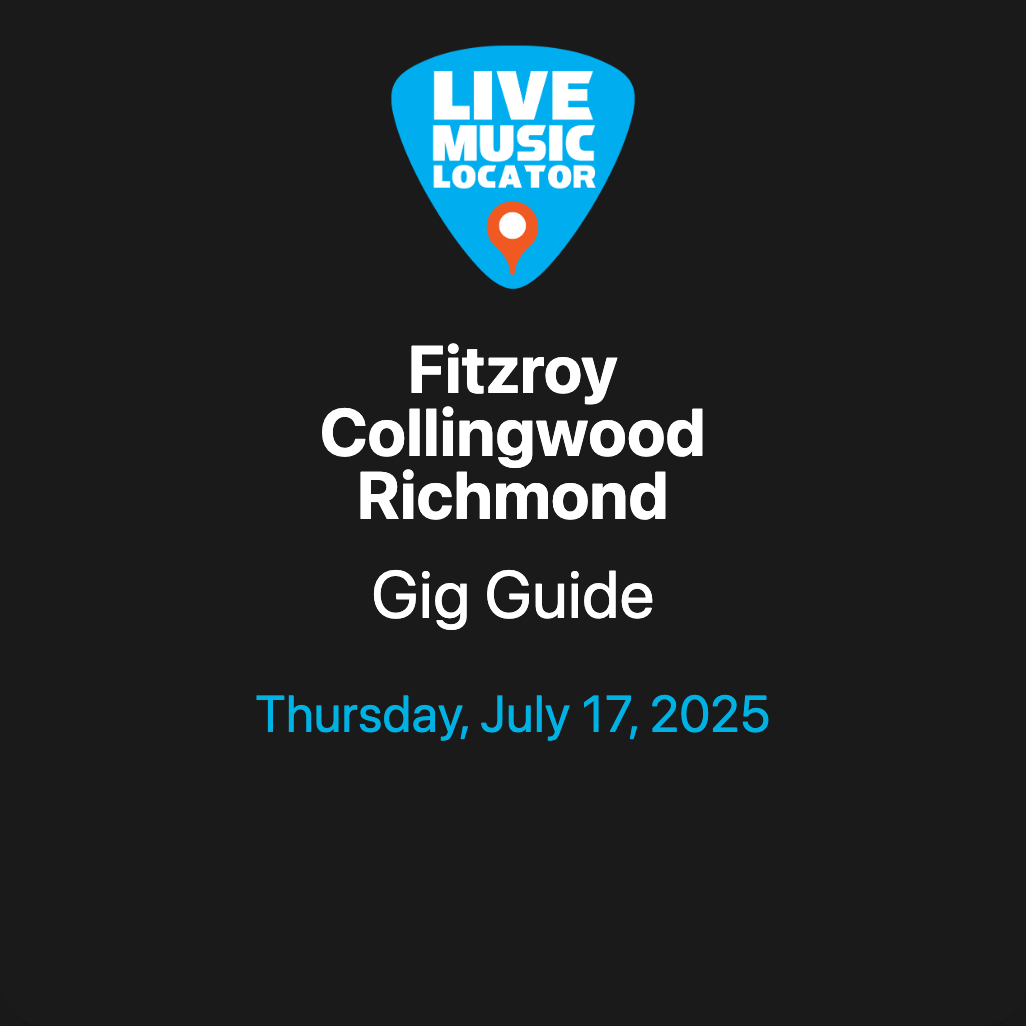 LIVE
MUSIC
LOCATOR
Fitzroy
Collingwood
Richmond
Gig Guide
Thursday, July 17, 2025